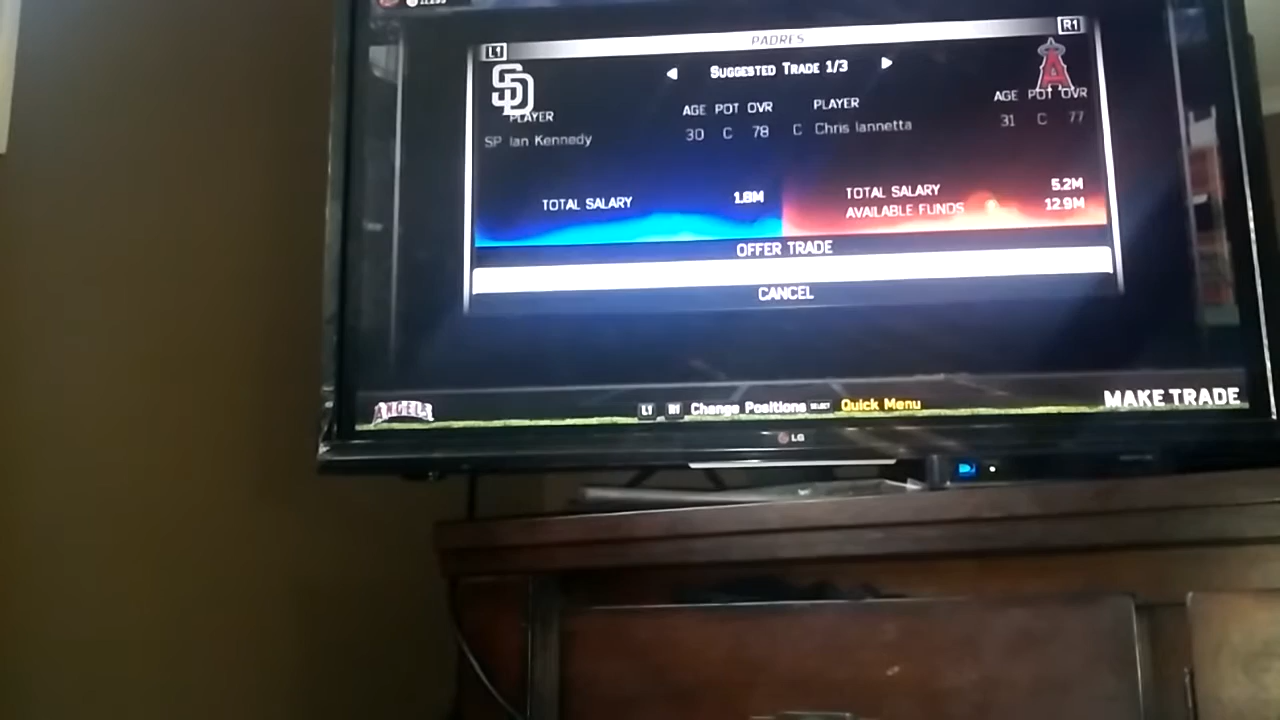 L1
R1
PADRES
SUGGESTED TRADE 1/3
SD
A
PLAYER AGE POT OVR
PLAYER AGE POT OVR
SP Ian Kennedy 30 C 78
C Chris Iannetta 31 C 77
TOTAL SALARY 1.8M
TOTAL SALARY 5.2M
AVAILABLE FUNDS 12.9M
OFFER TRADE
CANCEL
ANGELS
L1 R1 Change Positions SELECT Quick Menu
MAKE TRADE
LG